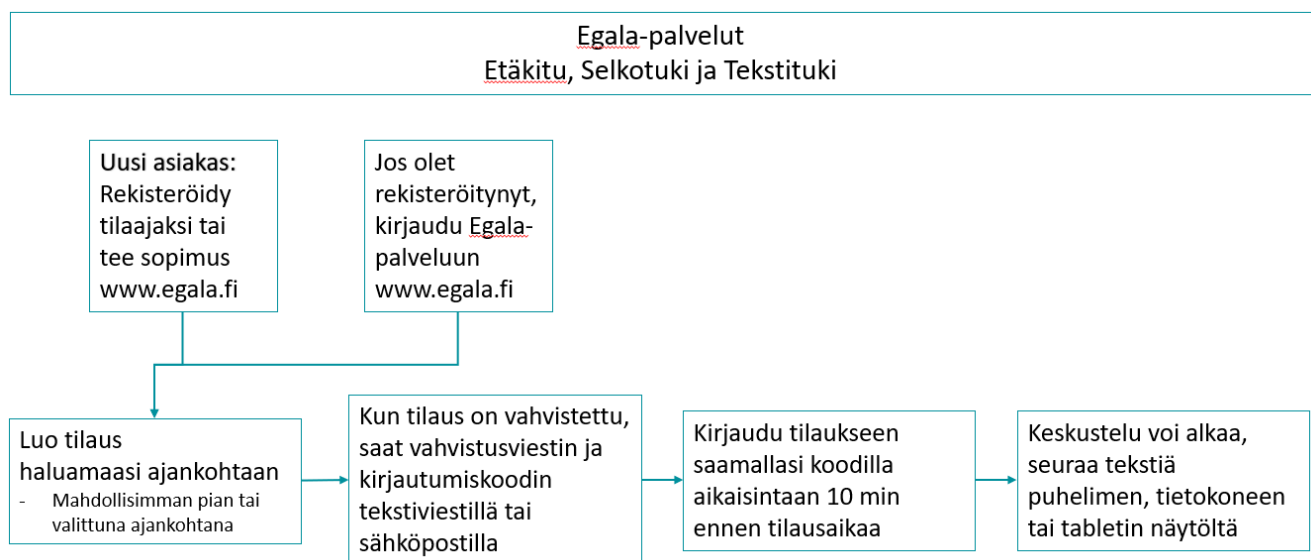 Egala-palvelut
Etäkitu, Selkotuki ja Tekstituki
Uusi asiakas:
Rekisteröidy
tilaajaksi tai
tee sopimus
www.egala.fi
Jos olet
rekisteröitynyt,
kirjaudu Egala-
palveluun
www.egala.fi
Luo tilaus
haluamaasi ajankohtaan
- Mahdollisimman pian tai
valittuna ajankohtana
Kun tilaus on vahvistettu,
saat vahvistusviestin ja
kirjautumiskoodin
tekstiviestillä tai
sähköpostilla
Kirjaudu tilaukseen
saamallasi koodilla
aikaisintaan 10 min
ennen tilausaikaa
Keskustelu voi alkaa,
seuraa tekstiä
puhelimen, tietokoneen
tai tabletin näytöltä